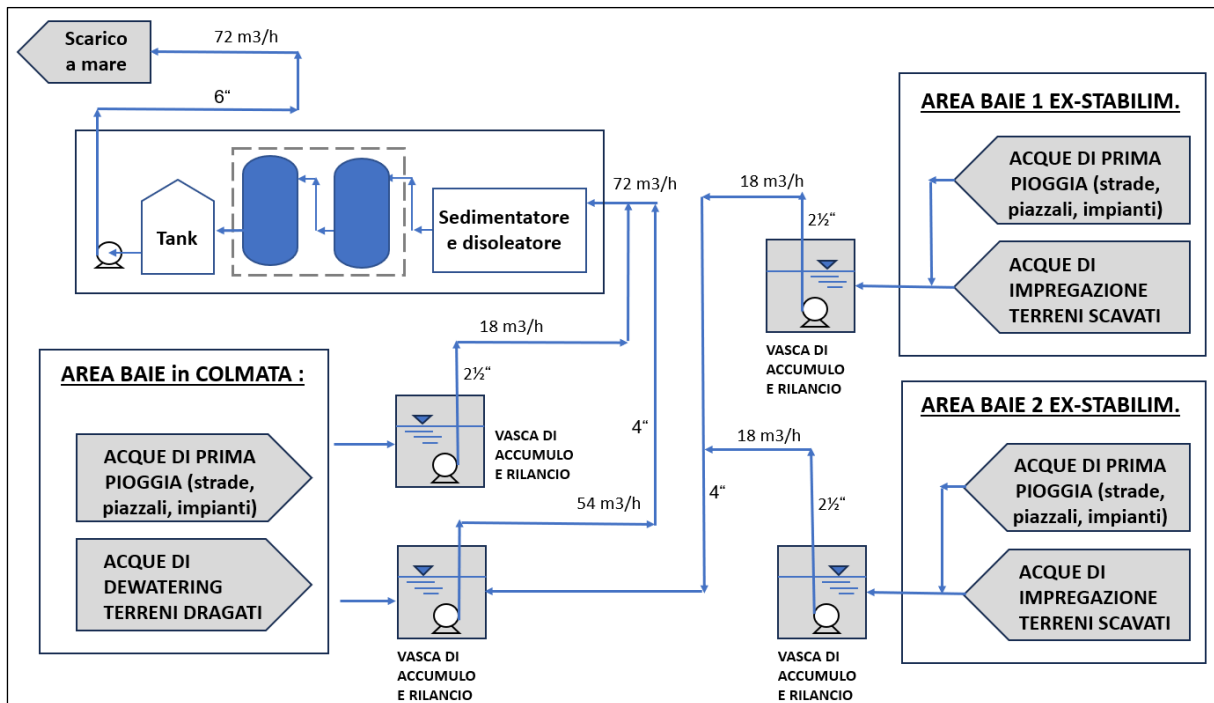 Scarico
a mare
72 m3/h
6“
Tank
Sedimentatore
e disoleatore
72 m3/h
18 m3/h
2½“
VASCA DI
ACCUMULO
E RILANCIO
AREA BAIE 1 EX-STABILIM.
ACQUE DI PRIMA
PIOGGIA (strade,
piazzali, impianti)
ACQUE DI
IMPREGAZIONE
TERRENI SCAVATI
AREA BAIE in COLMATA :
ACQUE DI PRIMA
PIOGGIA (strade,
piazzali, impianti)
ACQUE DI
DEWATERING
TERRENI DRAGATI
18 m3/h
2½“
VASCA DI
ACCUMULO
E RILANCIO
4“
54 m3/h
VASCA DI
ACCUMULO
E RILANCIO
18 m3/h
4“
2½“
VASCA DI
ACCUMULO
E RILANCIO
AREA BAIE 2 EX-STABILIM.
ACQUE DI PRIMA
PIOGGIA (strade,
piazzali, impianti)
ACQUE DI
IMPREGAZIONE
TERRENI SCAVATI